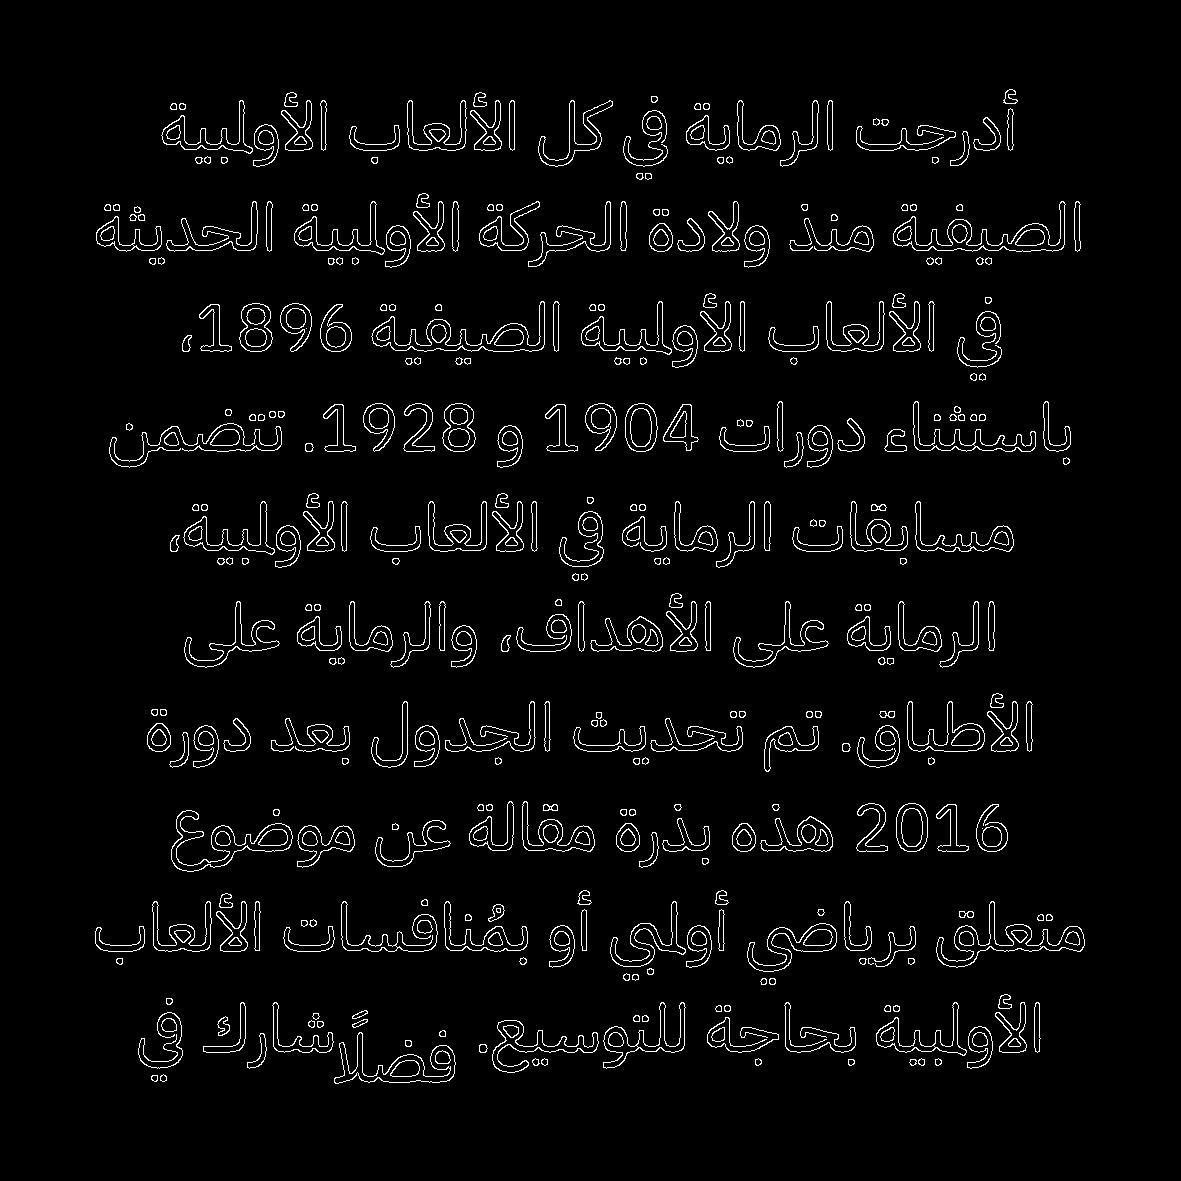 أدرجت الرماية في كل الألعاب الأولمبية
الصيفية منذ ولادة الحركة الأولمبية الحديثة
في الألعاب الأولمبية الصيفية 1896،
باستثناء دورات 1904 و 1928. تتضمن
مسابقات الرماية في الألعاب الأولمبية،
الرماية على الأهداف، والرماية على
الأطباق. تم تحديث الجدول بعد دورة
2016 هذه بذرة مقالة عن موضوع
متعلق برياضي أولمبي أو بمُنافسات الألعاب
الأولمبية بحاجة للتوسيع. فضلًا شارك في